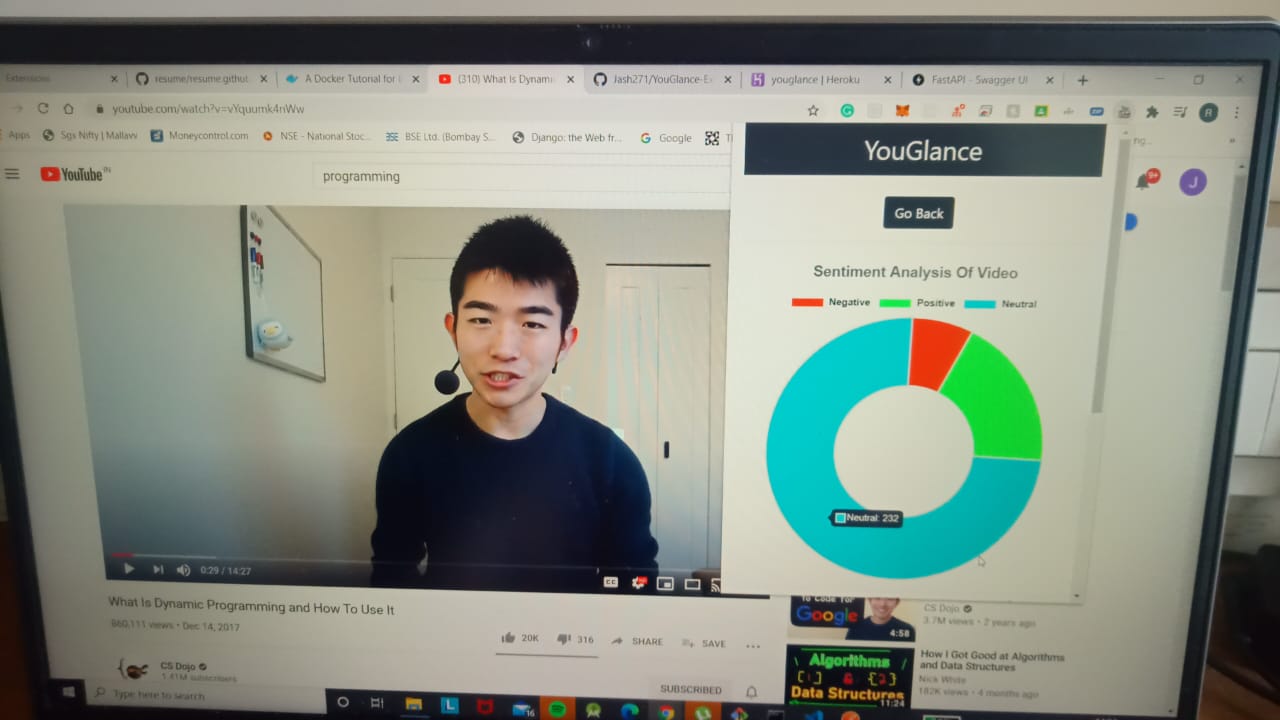 Extensions
resume/resume.github
A Docker Tutorial for
(310) What Is Dynami
Jash271/YouGlance-E
youglance | Heroku
FastAPI - Swagger UI
youtube.com/watch?v=vYquumk4nWw
Apps
Sgx Nifty | Mallavv
Moneycontrol.com
NSE - National Stoc...
BSE Ltd. (Bombay S...
Django: the Web fr...
Google
YouTube IN
programming
9+
J
YouGlance
Go Back
Sentiment Analysis Of Video
Negative
Positive
Neutral
Neutral: 232
0:29 / 14:27
CC
What Is Dynamic Programming and How To Use It
860,111 views • Dec 14, 2017
20K
316
SHARE
SAVE
CS Dojo
1.41M subscribers
SUBSCRIBED
To Code For
Google
4:58
CS Dojo
3.7M views • 2 years ago
Algorithms
Data Structures
11:24
How I Got Good at Algorithms
and Data Structures
Nick White
182K views • 4 months ago
Type here to search
16